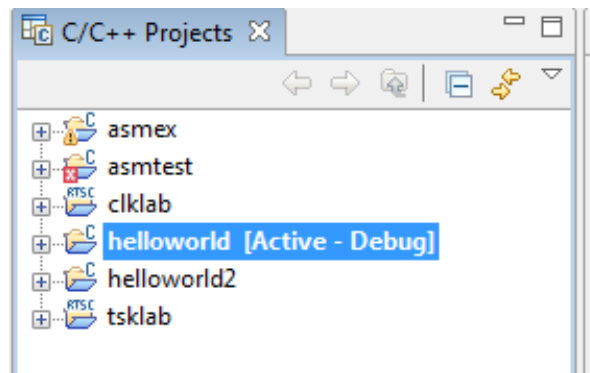 C/C++ Projects
asmex
asmtest
clklab
helloworld [Active - Debug]
helloworld2
tsklab